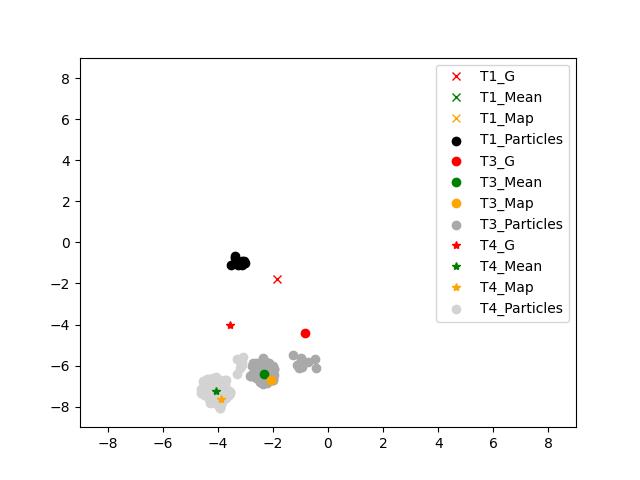 8
6
4
2
0
−2
−4
−6
−8
−8 −6 −4 −2 0 2 4 6 8
T1_G
T1_Mean
T1_Map
T1_Particles
T3_G
T3_Mean
T3_Map
T3_Particles
T4_G
T4_Mean
T4_Map
T4_Particles